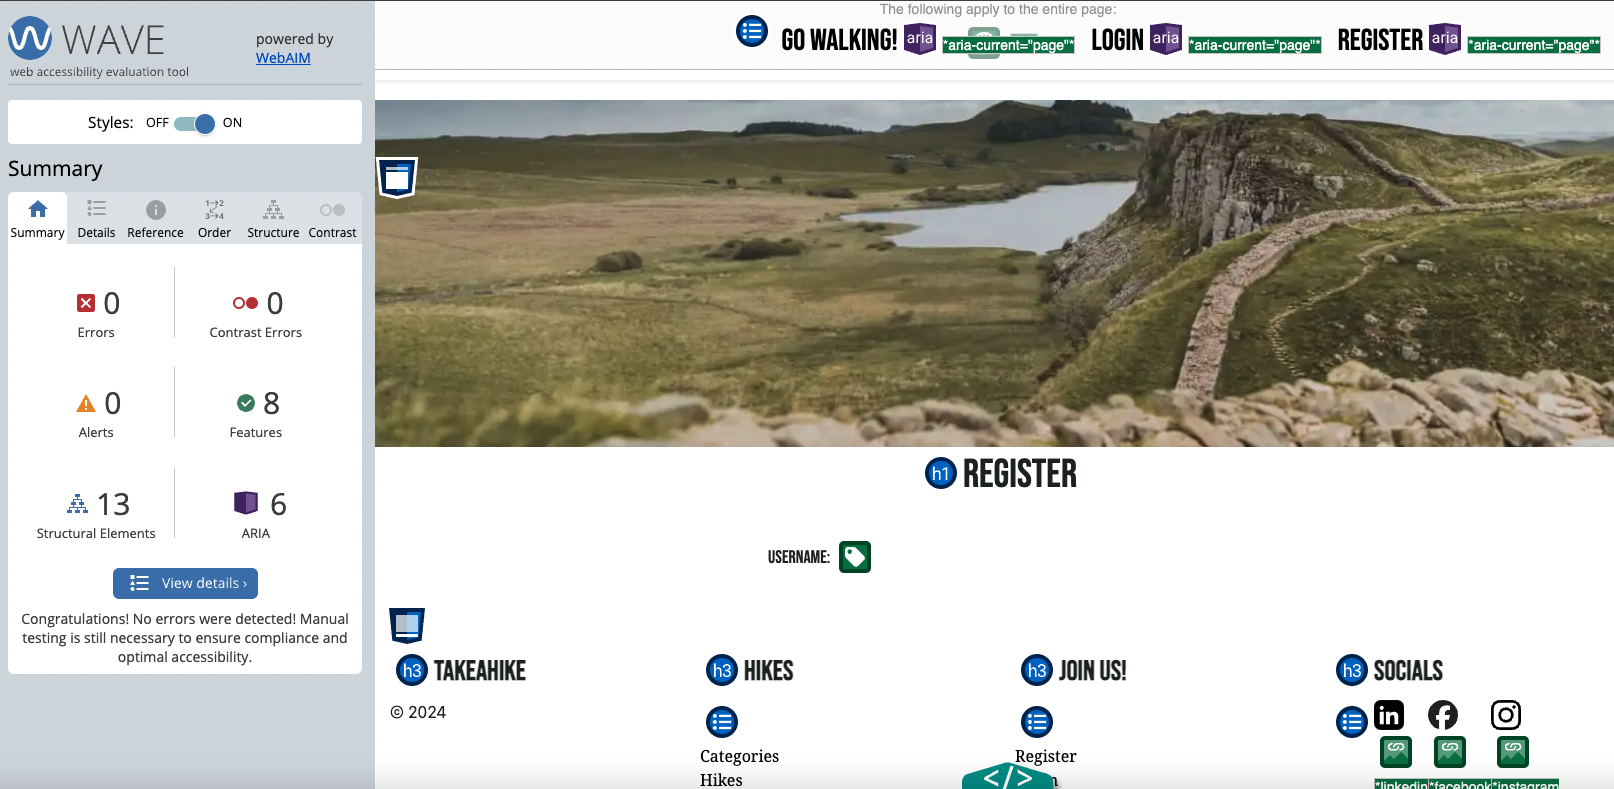 WAVE
web accessibility evaluation tool
powered by
WebAIM
Styles: OFF ON
Summary
Summary Details Reference Order Structure Contrast
0
Errors
0
Contrast Errors
0
Alerts
8
Features
13
Structural Elements
6
ARIA
View details ›
Congratulations! No errors were detected! Manual
testing is still necessary to ensure compliance and
optimal accessibility.
The following apply to the entire page:
GO WALKING! aria *aria-current="page"* LOGIN aria *aria-current="page"* REGISTER aria *aria-current="page"*
h1 REGISTER
USERNAME:
h3 TAKEAHIKE
© 2024
h3 HIKES
Categories
Hikes
h3 JOIN US!
Register
h3 SOCIALS
in
*linkedin *facebook *instagram
</>